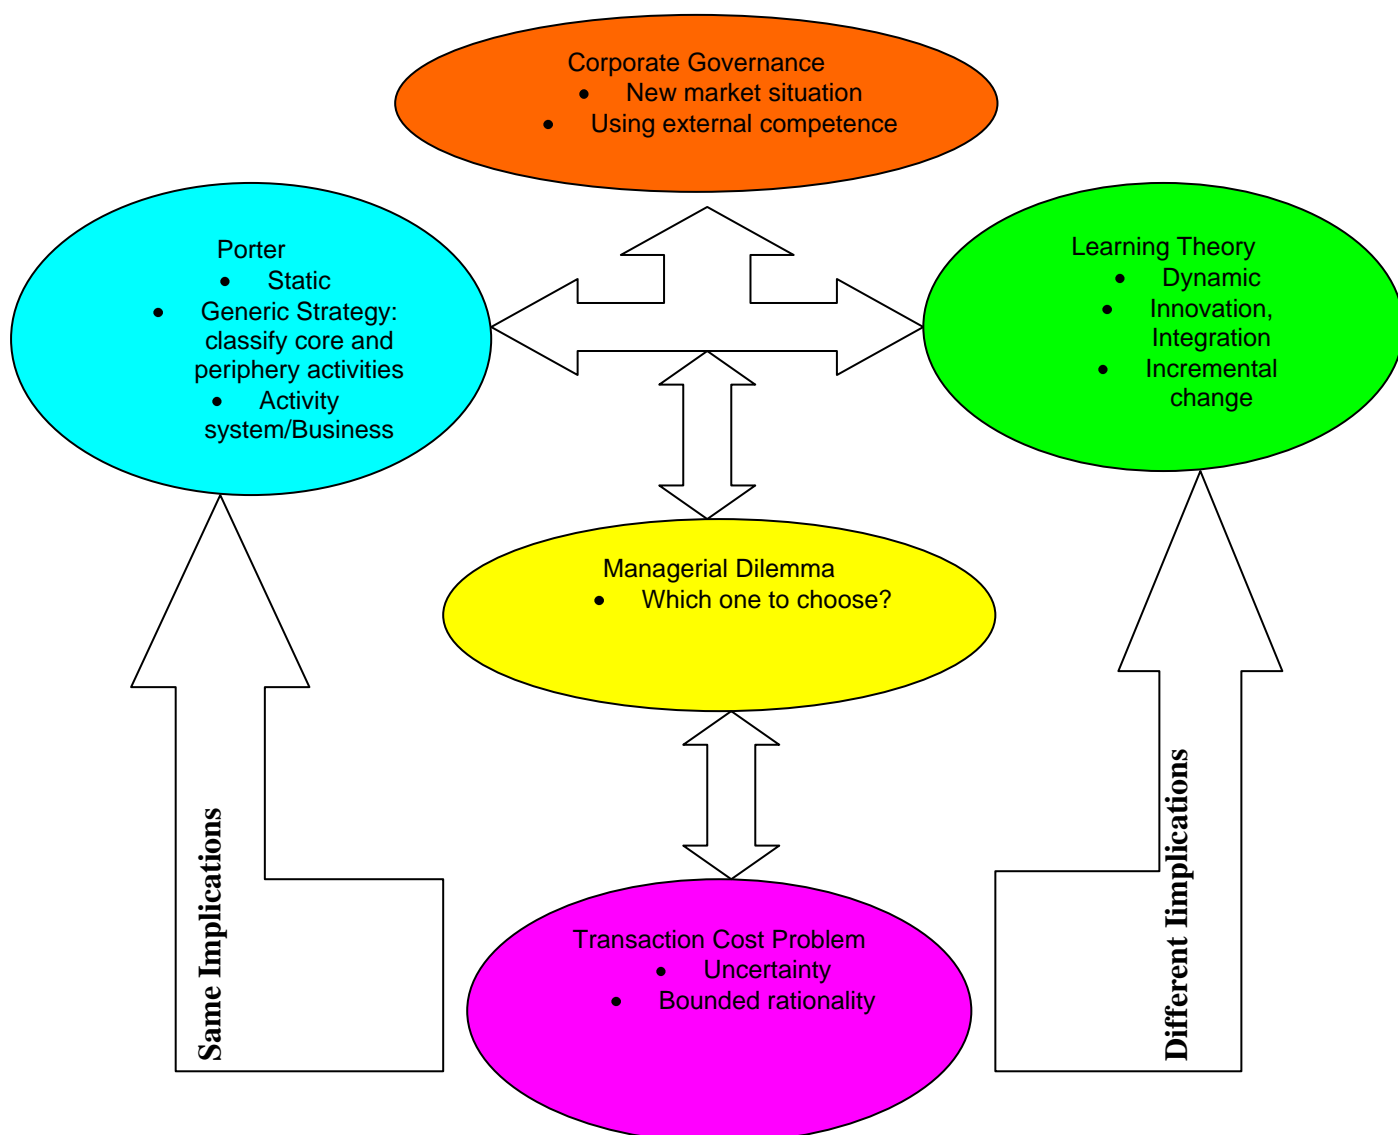 Corporate Governance
• New market situation
• Using external competence
Porter
• Static
• Generic Strategy:
classify core and
periphery activities
• Activity
system/Business
Learning Theory
• Dynamic
• Innovation,
Integration
• Incremental
change
Managerial Dilemma
• Which one to choose?
Same Implications
Different Iimplications
Transaction Cost Problem
• Uncertainty
• Bounded rationality